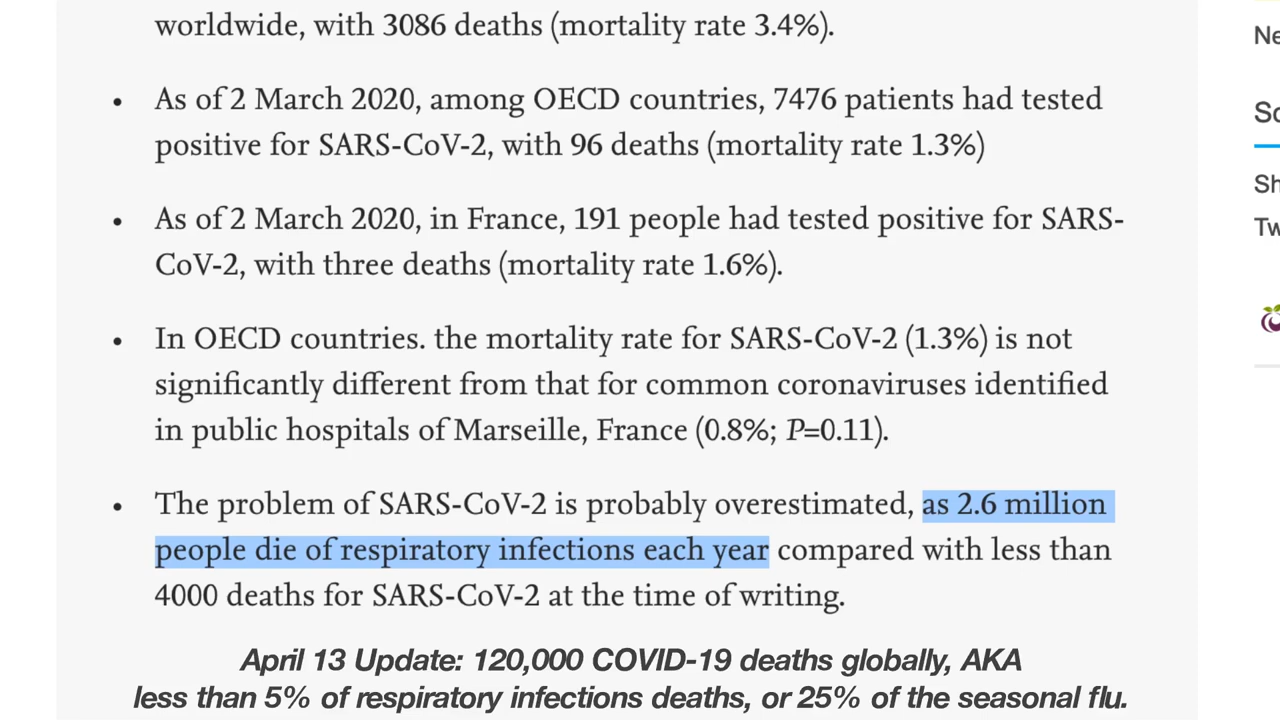 worldwide, with 3086 deaths (mortality rate 3.4%).
• As of 2 March 2020, among OECD countries, 7476 patients had tested
positive for SARS-CoV-2, with 96 deaths (mortality rate 1.3%)
• As of 2 March 2020, in France, 191 people had tested positive for SARS-
CoV-2, with three deaths (mortality rate 1.6%).
• In OECD countries. the mortality rate for SARS-CoV-2 (1.3%) is not
significantly different from that for common coronaviruses identified
in public hospitals of Marseille, France (0.8%; P=0.11).
• The problem of SARS-CoV-2 is probably overestimated, as 2.6 million
people die of respiratory infections each year compared with less than
4000 deaths for SARS-CoV-2 at the time of writing.
April 13 Update: 120,000 COVID-19 deaths globally, AKA
less than 5% of respiratory infections deaths, or 25% of the seasonal flu.
Ne
So
Sh
Tw